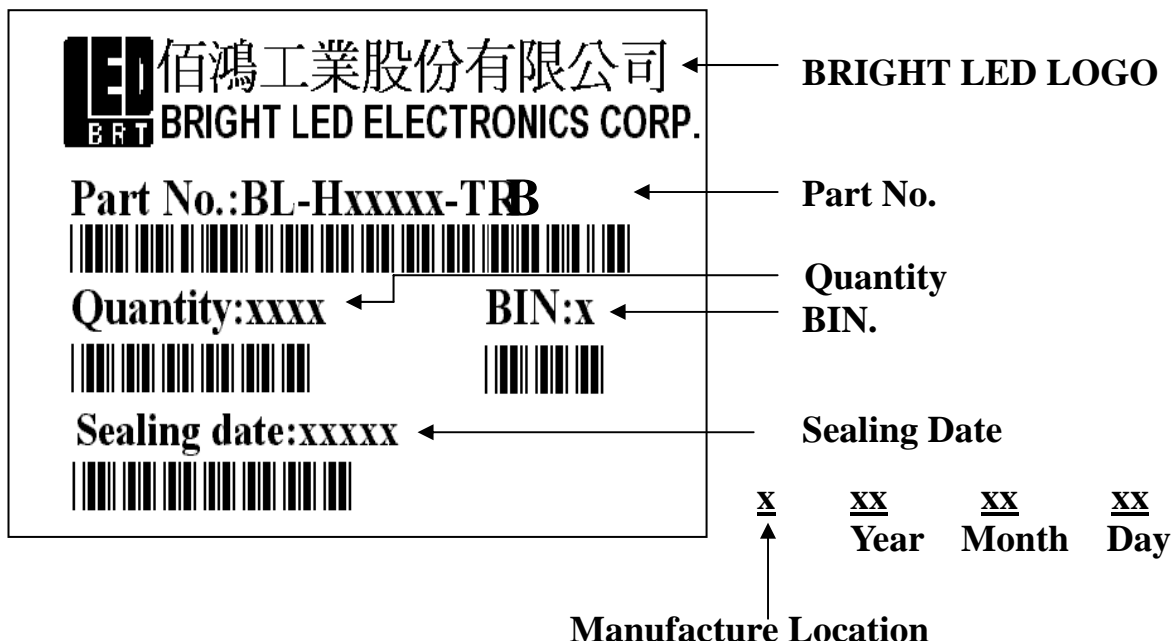 LED 佰鴻工業股份有限公司 BRIGHT LED LOGO
BRT BRIGHT LED ELECTRONICS CORP.
Part No.:BL-Hxxxxx-TRB Part No.
Quantity
Quantity:xxxx BIN:x BIN.
Sealing date:xxxxx Sealing Date
x xx xx xx
Year Month Day
Manufacture Location